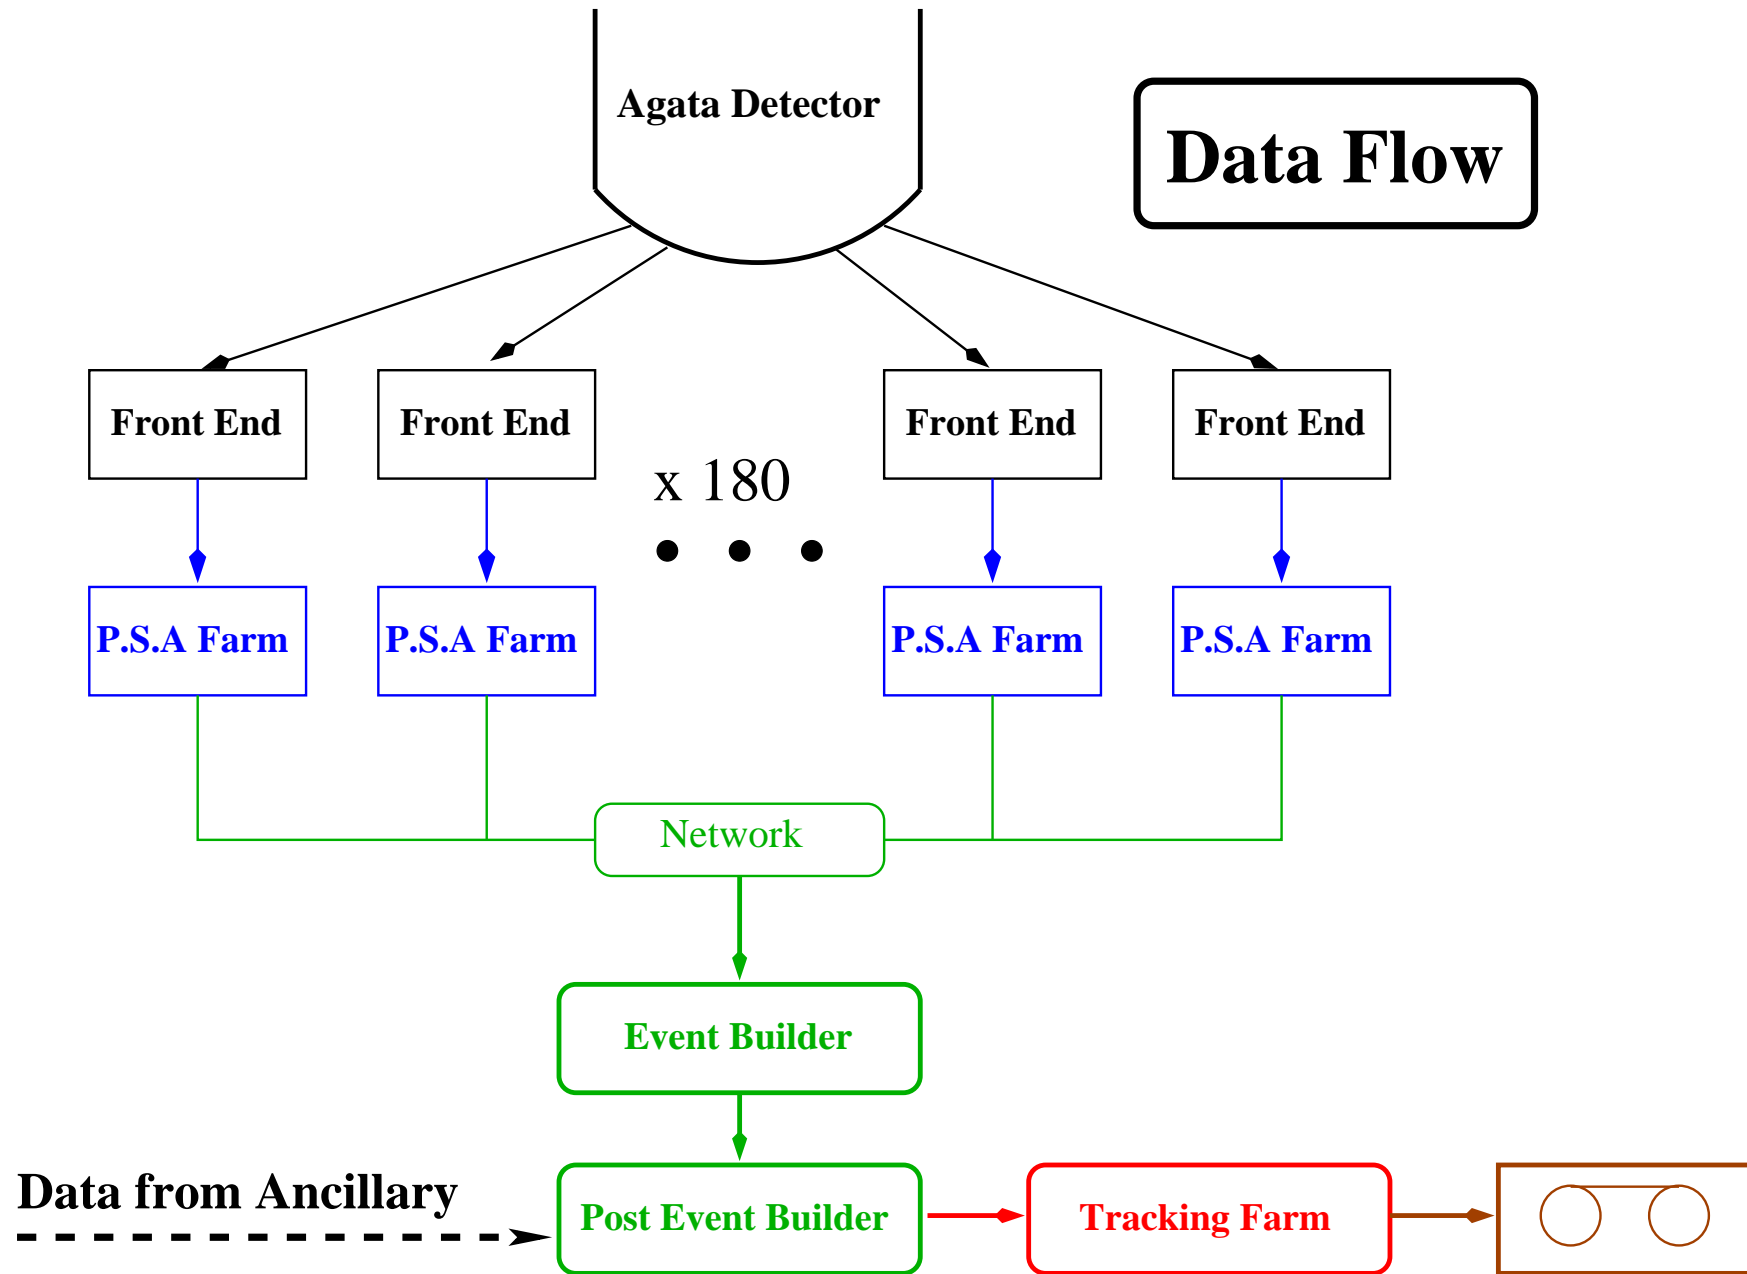 Agata Detector
Data Flow
Front End
Front End
Front End
Front End
x 180
P.S.A Farm
P.S.A Farm
P.S.A Farm
P.S.A Farm
Network
Event Builder
Data from Ancillary
Post Event Builder
Tracking Farm